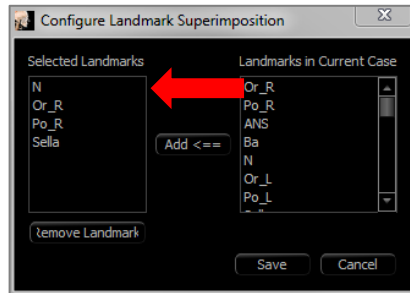 Configure Landmark Superimposition
Selected Landmarks
N
Or_R
Po_R
Sella
Add <==
Remove Landmark
Landmarks in Current Case
Or_R
Po_R
ANS
Ba
N
Or_L
Po_L
Save
Cancel